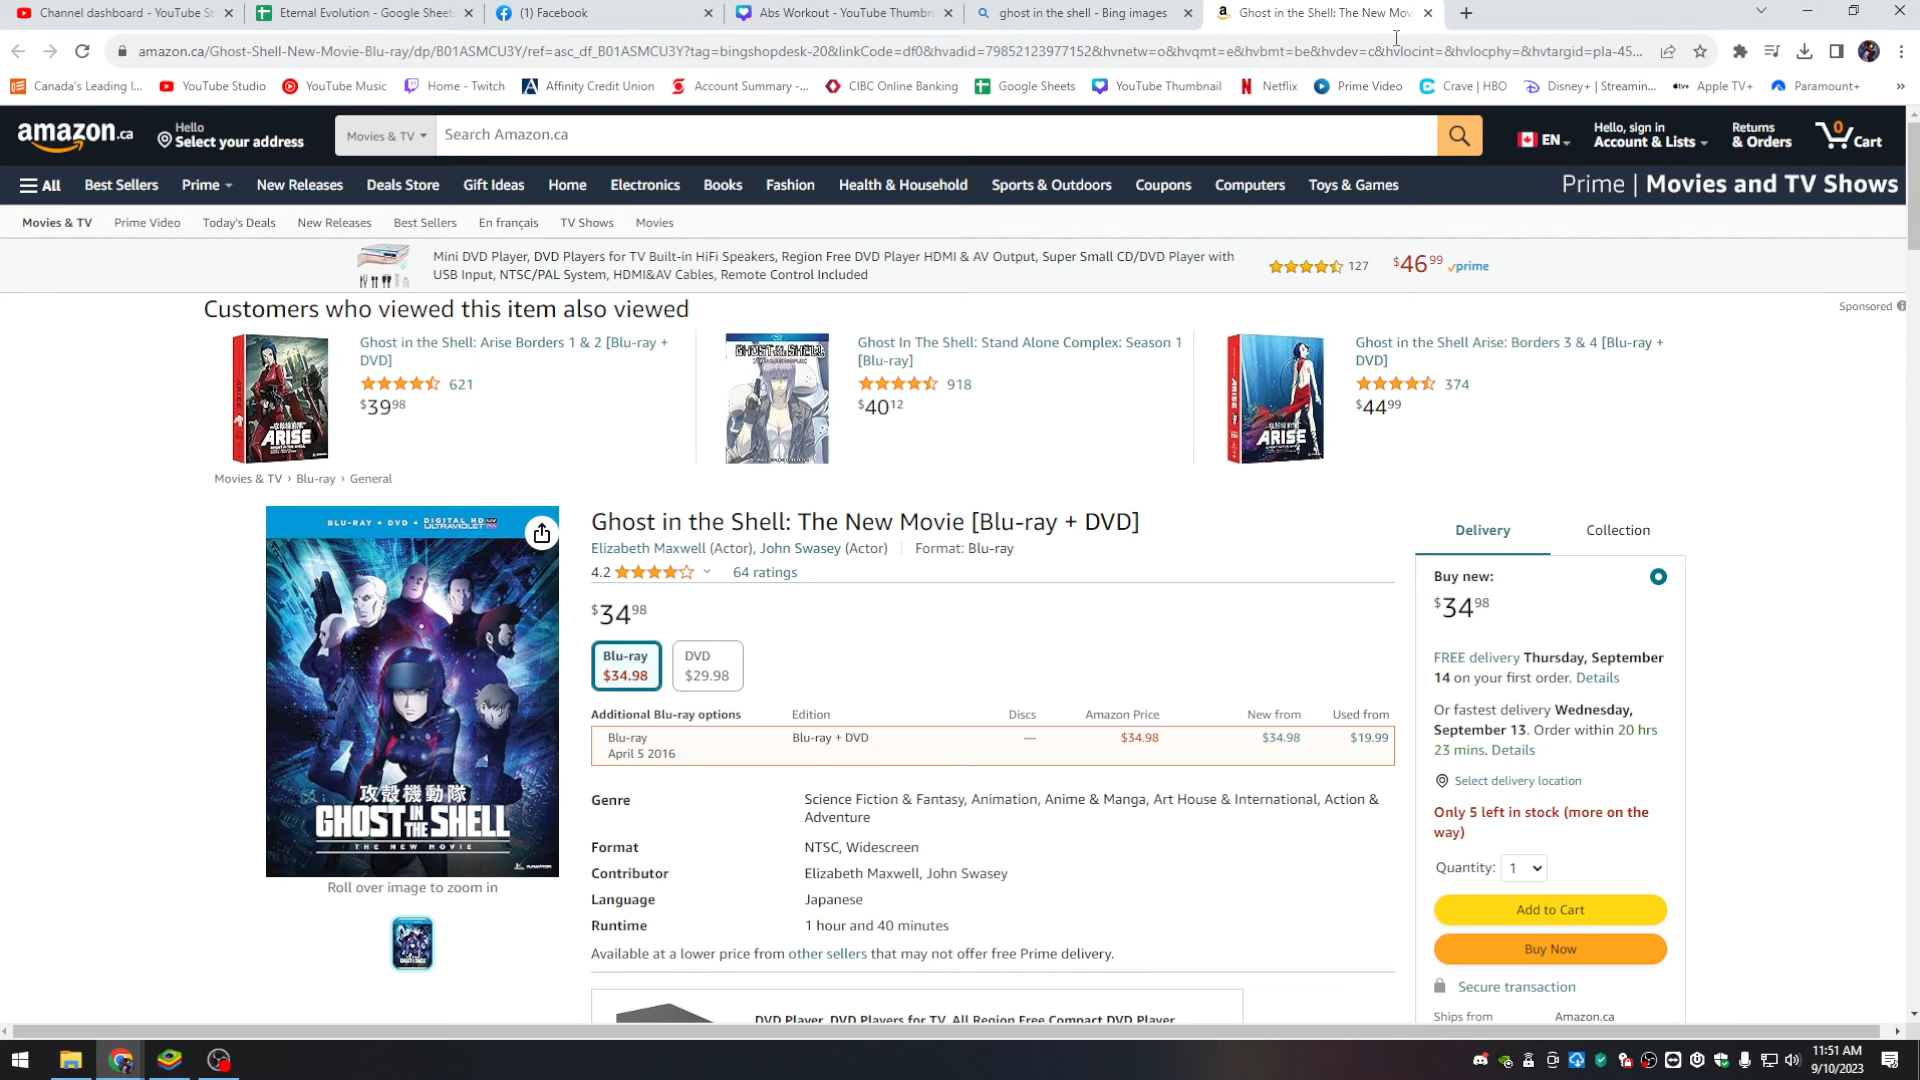 Channel dashboard - YouTube St
Eternal Evolution - Google Sheets
(1) Facebook
Abs Workout - YouTube Thumbn
ghost in the shell - Bing images
Ghost in the Shell: The New Movi
amazon.ca/Ghost-Shell-New-Movie-Blu-ray/dp/B01ASMCU3Y/ref=asc_df_B01ASMCU3Y?tag=bingshopdesk-20&linkCode=df0&hvadid=79852123977152&hvnetw=o&hvqmt=e&hvbmt=be&hvdev=c&hvlocint=&hvlocphy=&hvtargid=pla-45...
Canada's Leading I...
YouTube Studio
YouTube Music
Home - Twitch
Affinity Credit Union
Account Summary -...
CIBC Online Banking
Google Sheets
YouTube Thumbnail
Netflix
Prime Video
Crave | HBO
Disney+ | Streamin...
Apple TV+
Paramount+
amazon.ca
Hello
Select your address
Movies & TV
Search Amazon.ca
EN
Hello, sign in
Account & Lists
Returns
& Orders
0
Cart
All
Best Sellers
Prime
New Releases
Deals Store
Gift Ideas
Home
Electronics
Books
Fashion
Health & Household
Sports & Outdoors
Coupons
Computers
Toys & Games
Prime | Movies and TV Shows
Movies & TV
Prime Video
Today's Deals
New Releases
Best Sellers
En français
TV Shows
Movies
Mini DVD Player, DVD Players for TV Built-in HiFi Speakers, Region Free DVD Player HDMI & AV Output, Super Small CD/DVD Player with
USB Input, NTSC/PAL System, HDMI&AV Cables, Remote Control Included
127
$46 99
prime
Customers who viewed this item also viewed
Sponsored
Ghost in the Shell: Arise Borders 1 & 2 [Blu-ray +
DVD]
621
$39 98
ARISE
Ghost In The Shell: Stand Alone Complex: Season 1
[Blu-ray]
918
$40 12
GHOST IN THE SHELL
Ghost in the Shell Arise: Borders 3 & 4 [Blu-ray +
DVD]
374
$44 99
ARISE
Movies & TV › Blu-ray › General
BLU-RAY + DVD + DIGITAL HD
ULTRAVIOLET
攻殻機動隊
GHOST IN THE SHELL
THE NEW MOVIE
FUNIMATION
Roll over image to zoom in
Ghost in the Shell: The New Movie [Blu-ray + DVD]
Elizabeth Maxwell (Actor), John Swasey (Actor)
Format: Blu-ray
4.2
64 ratings
$34 98
Blu-ray
$34.98
DVD
$29.98
Additional Blu-ray options
Edition
Discs
Amazon Price
New from
Used from
Blu-ray
April 5 2016
Blu-ray + DVD
—
$34.98
$34.98
$19.99
Genre
Science Fiction & Fantasy, Animation, Anime & Manga, Art House & International, Action &
Adventure
Format
NTSC, Widescreen
Contributor
Elizabeth Maxwell, John Swasey
Language
Japanese
Runtime
1 hour and 40 minutes
Available at a lower price from other sellers that may not offer free Prime delivery.
DVD Player, DVD Players for TV, All Region Free Compact DVD Player
Delivery
Collection
Buy new:
$34 98
FREE delivery Thursday, September
14 on your first order. Details
Or fastest delivery Wednesday,
September 13. Order within 20 hrs
23 mins. Details
Select delivery location
Only 5 left in stock (more on the
way)
Quantity: 1
Add to Cart
Buy Now
Secure transaction
Ships from
Amazon.ca
11:51 AM
9/10/2023